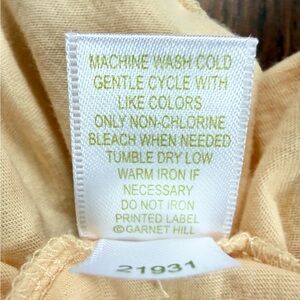 MACHINE WASH COLD
GENTLE CYCLE WITH
LIKE COLORS
ONLY NON-CHLORINE
BLEACH WHEN NEEDED
TUMBLE DRY LOW
WARM IRON IF
NECESSARY
DO NOT IRON
PRINTED LABEL
©GARNET HILL
21931